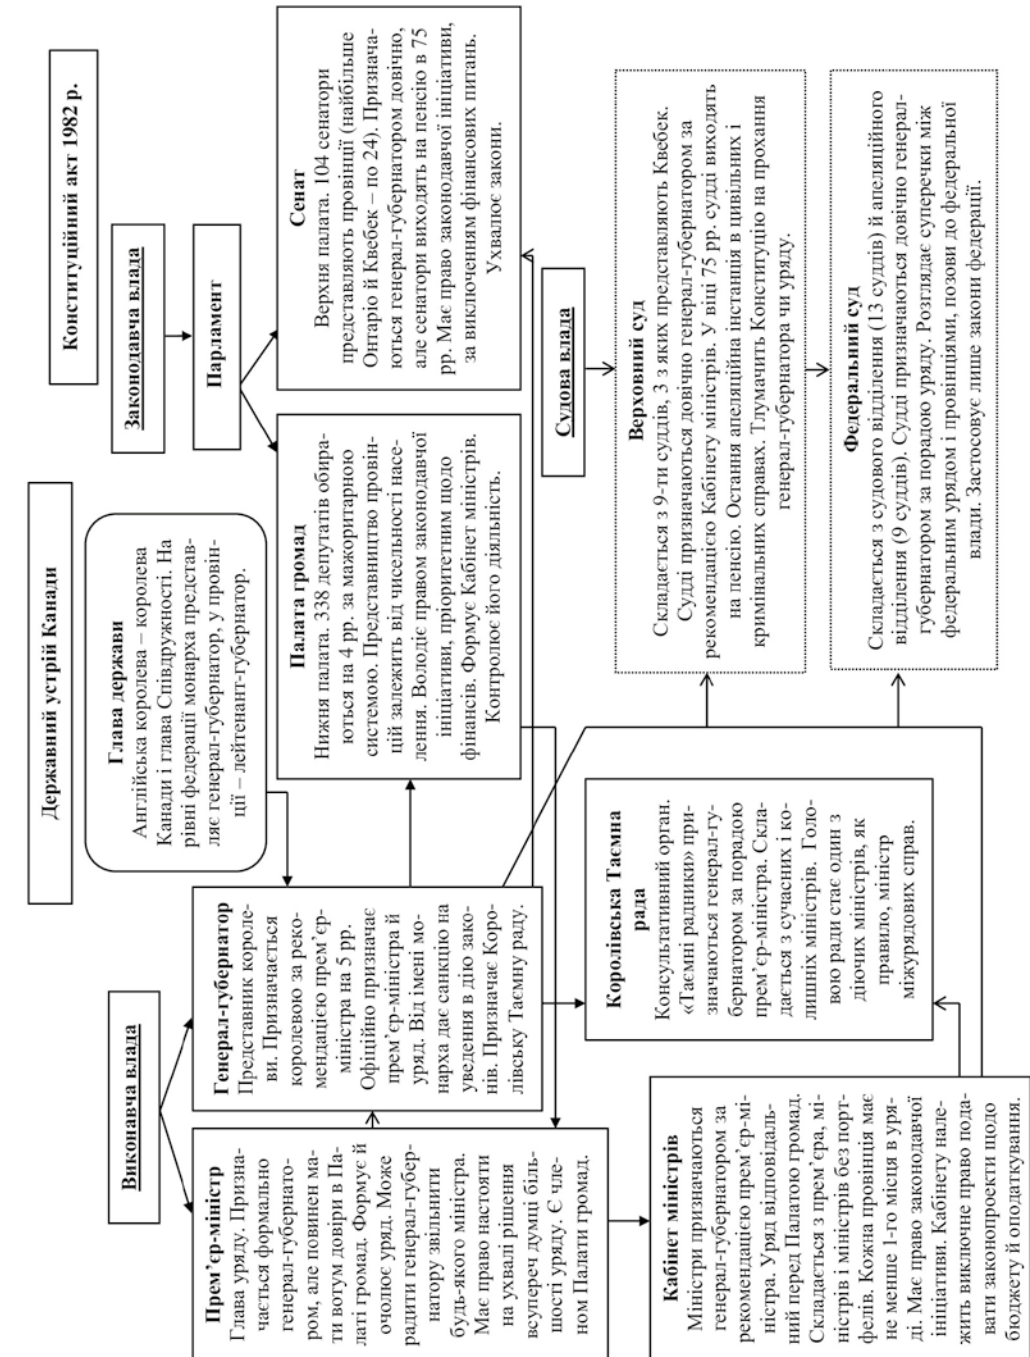 Державний устрій Канади
Конституційний акт 1982 р.
Виконавча влада
Глава держави
Англійська королева – королева
Канади і глава Співдружності. На
рівні федерації монарха представ-
ляє генерал-губернатор, у провін-
ції – лейтенант-губернатор.
Законодавча влада
Парламент
Прем’єр-міністр
Глава уряду. Призна-
чається формально
генерал-губернато-
ром, але повинен ма-
ти вотум довіри в Па-
латі громад. Формує й
очолює уряд. Може
радити генерал-губер-
натору звільнити
будь-якого міністра.
Має право настояти
на ухвалі рішення
всупереч думці біль-
шості уряду. Є чле-
ном Палати громад.
Генерал-губернатор
Представник короле-
ви. Призначається
королевою за реко-
мендацією прем’єр-
міністра на 5 рр.
Офіційно призначає
прем’єр-міністра й
уряд. Від імені мо-
нарха дає санкцію на
уведення в дію зако-
нів. Призначає Коро-
лівську Таємну раду.
Палата громад
Нижня палата. 338 депутатів обира-
ються на 4 рр. за мажоритарною
системою. Представництво провін-
цій залежить від чисельності насе-
лення. Володіє правом законодавчої
ініціативи, пріоритетним щодо
фінансів. Формує Кабінет міністрів.
Контролює його діяльність.
Сенат
Верхня палата. 104 сенатори
представляють провінції (найбільше
Онтаріо й Квебек – по 24). Признача-
ються генерал-губернатором довічно,
але сенатори виходять на пенсію в 75
рр. Має право законодавчої ініціативи,
за виключенням фінансових питань.
Ухвалює закони.
Судова влада
Кабінет міністрів
Міністри призначаються
генерал-губернатором за
рекомендацією прем’єр-мі-
ністра. Уряд відповідаль-
ний перед Палатою громад.
Складається з прем’єра, мі-
ністрів і міністрів без порт-
фелів. Кожна провінція має
не менше 1-го місця в уря-
ді. Має право законодавчої
ініціативи. Кабінету нале-
жить виключне право пода-
вати законопроекти щодо
бюджету й оподаткування.
Королівська Таємна
рада
Консультативний орган.
«Таємні радники» при-
значаються генерал-гу-
бернатором за порадою
прем’єр-міністра. Скла-
дається з сучасних і ко-
лишніх міністрів. Голо-
вою ради стає один з
діючих міністрів, як
правило, міністр
міжурядових справ.
Верховний суд
Складається з 9-ти суддів, 3 з яких представляють Квебек.
Судді призначаються довічно генерал-губернатором за
рекомендацією Кабінету міністрів. У віці 75 рр. судді виходять
на пенсію. Остання апеляційна інстанція в цивільних і
кримінальних справах. Тлумачить Конституцію на прохання
генерал-губернатора чи уряду.
Федеральний суд
Складається з судового відділення (13 суддів) й апеляційного
відділення (9 суддів). Судді призначаються довічно генерал-
губернатором за порадою уряду. Розглядає суперечки між
федеральним урядом і провінціями, позови до федеральної
влади. Застосовує лише закони федерації.